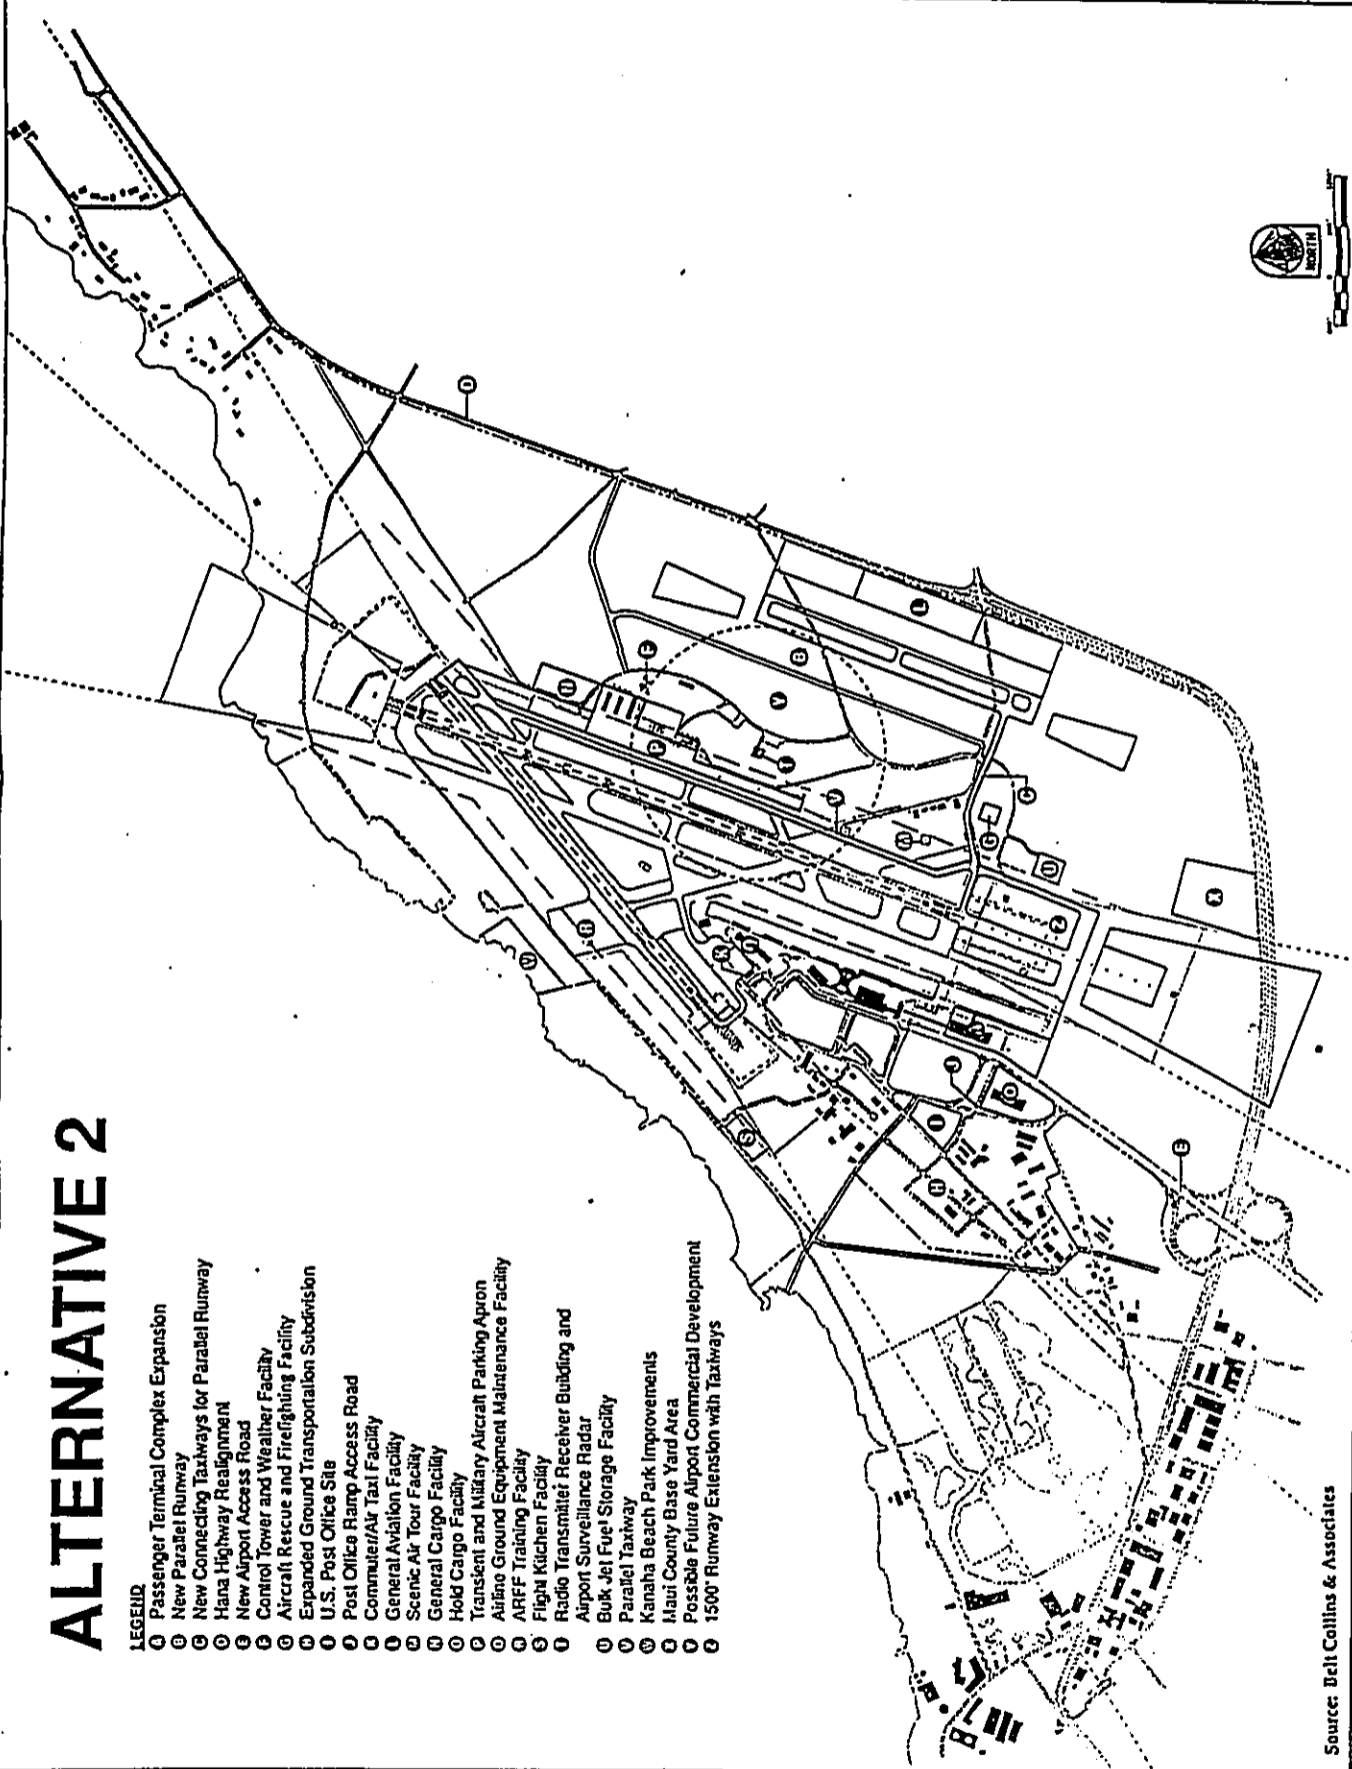 ALTERNATIVE 2
LEGEND
A Passenger Terminal Complex Expansion
B New Parallel Runway
C New Connecting Taxiways for Parallel Runway
D Hana Highway Realignment
E New Airport Access Road
F Control Tower and Weather Facility
G Aircraft Rescue and Firefighting Facility
H Expanded Ground Transportation Subdivision
I U.S. Post Office Site
J Post Office Ramp Access Road
K Commuter/Air Taxi Facility
L General Aviation Facility
M Scenic Air Tour Facility
N General Cargo Facility
O Hold Cargo Facility
P Transient and Military Aircraft Parking Apron
Q Airline Ground Equipment Maintenance Facility
R ARFF Training Facility
S Flight Kitchen Facility
T Radio Transmitter Receiver Building and
Airport Surveillance Radar
U Bulk Jet Fuel Storage Facility
V Parallel Taxiway
W Kanaha Beach Park Improvements
X Maui County Base Yard Area
Y Possible Future Airport Commercial Development
Z 1500' Runway Extension with Taxiways
NORTH
Source: Belt Collins & Associates